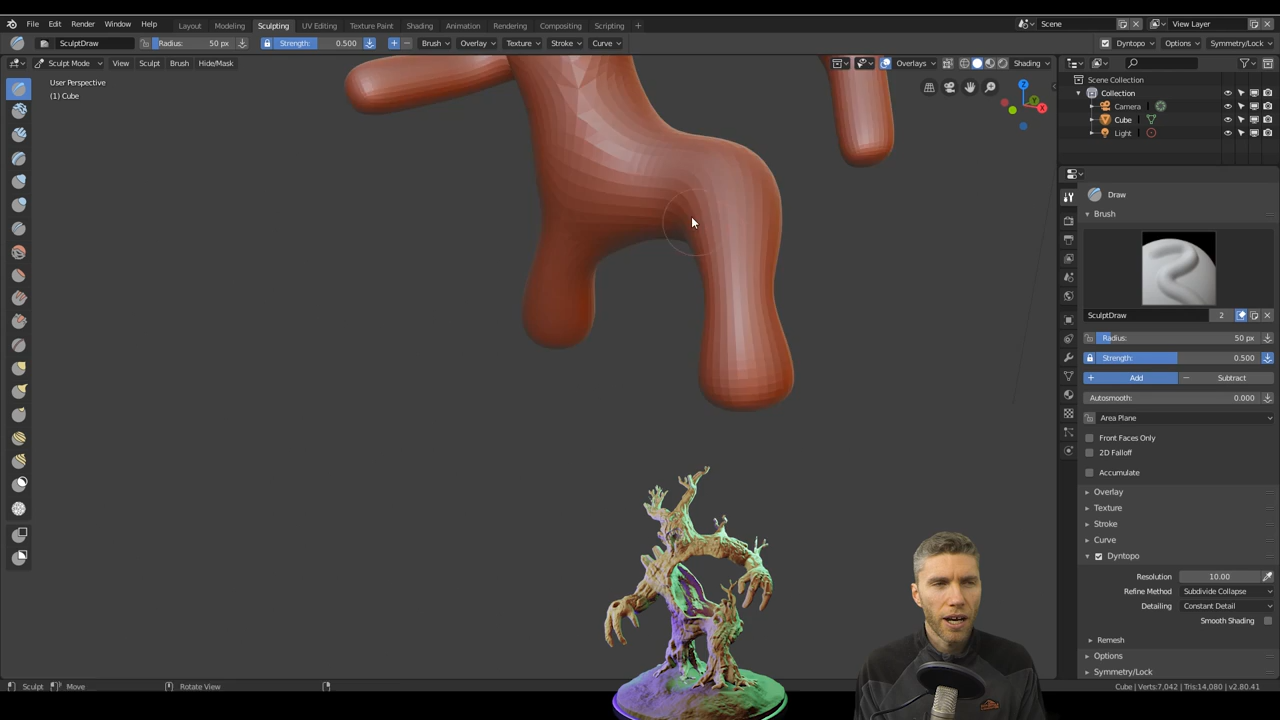 File Edit Render Window Help Layout Modeling Sculpting UV Editing Texture Paint Shading Animation Rendering Compositing Scripting Scene View Layer
SculptDraw Radius: 50 px Strength: 0.500 + − Brush Overlay Texture Stroke Curve Dyntopo Options Symmetry/Lock
Sculpt Mode View Sculpt Brush Hide/Mask Overlays Shading
User Perspective
(1) Cube
Scene Collection
Collection
Camera
Cube
Light
Draw
Brush
SculptDraw 2
Radius: 50 px
Strength: 0.500
+ Add − Subtract
Autosmooth: 0.000
Area Plane
Front Faces Only
2D Falloff
Accumulate
Overlay
Texture
Stroke
Curve
Dyntopo
Resolution 10.00
Refine Method Subdivide Collapse
Detailing Constant Detail
Smooth Shading
Remesh
Options
Symmetry/Lock
Sculpt Move Rotate View Cube | Verts:7,042 | Tris:14,080 | v2.80.41